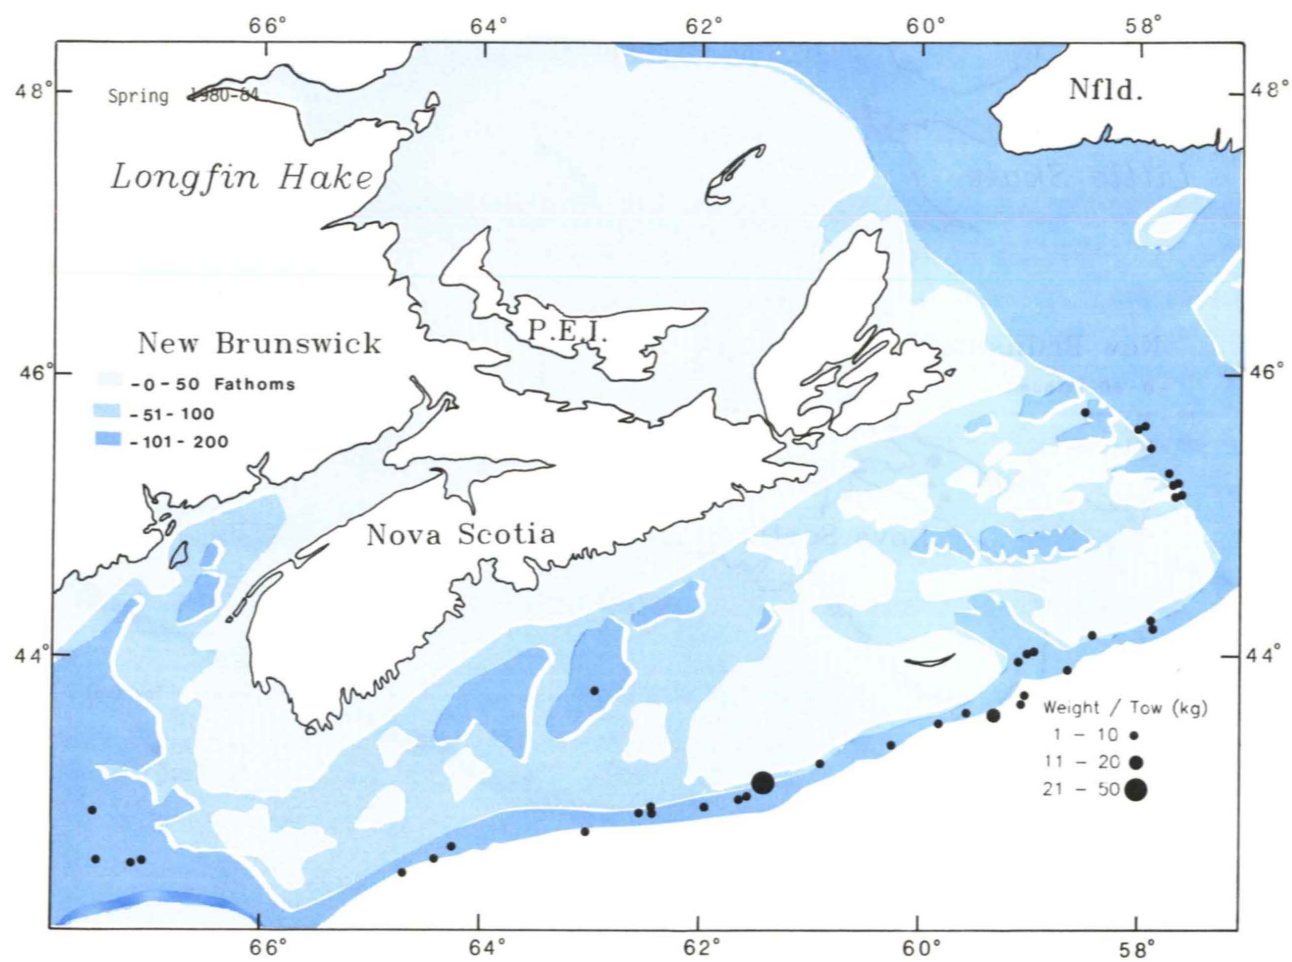 66° 64° 62° 60° 58°
48° Nfld. 48°
Spring 1980-84
Longfin Hake
P.E.I.
New Brunswick
46° 46°
-0-50 Fathoms
-51-100
-101-200
Nova Scotia
44° 44°
Weight / Tow (kg)
1 - 10
11 - 20
21 - 50
66° 64° 62° 60° 58°